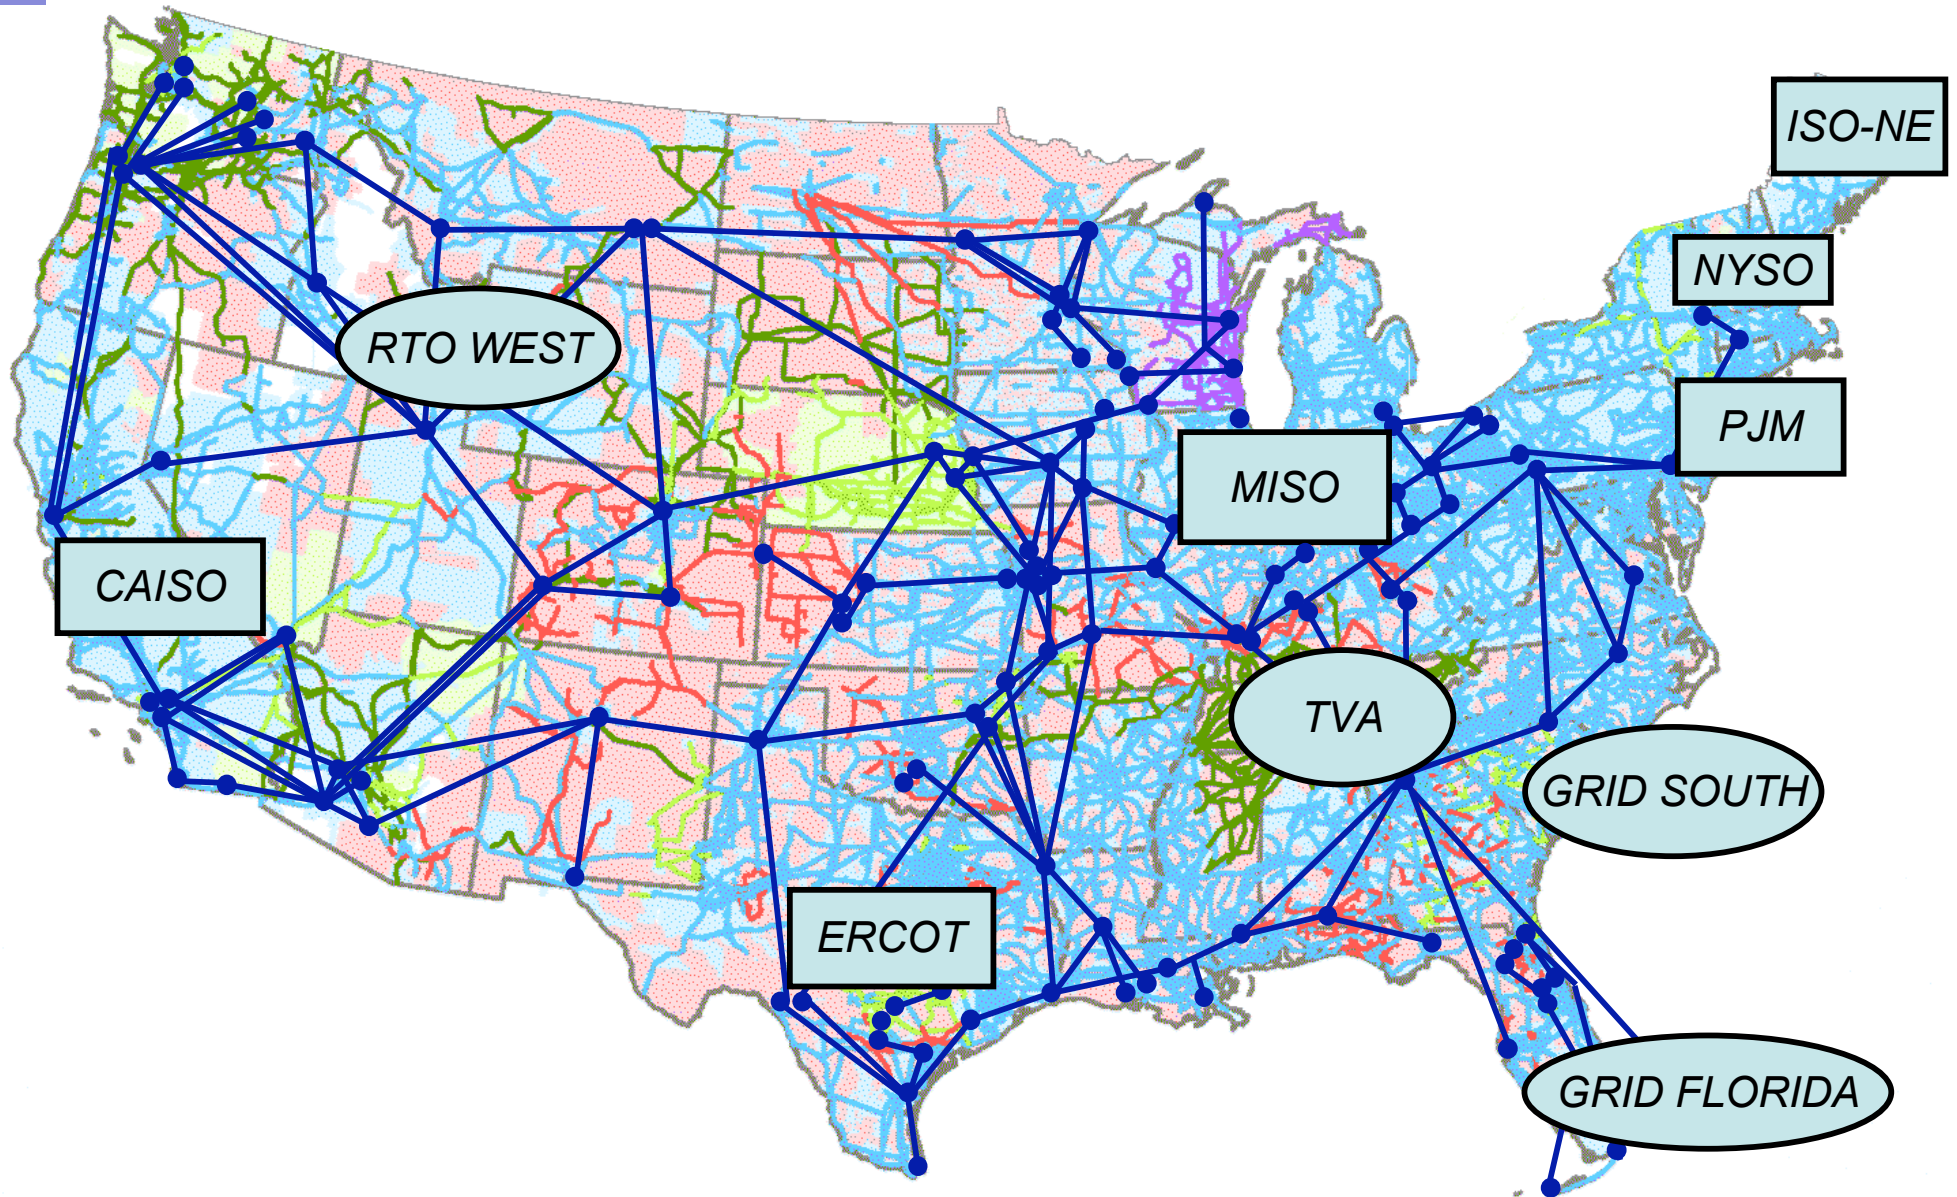 ISO-NE
NYSO
RTO WEST
PJM
MISO
CAISO
TVA
GRID SOUTH
ERCOT
GRID FLORIDA